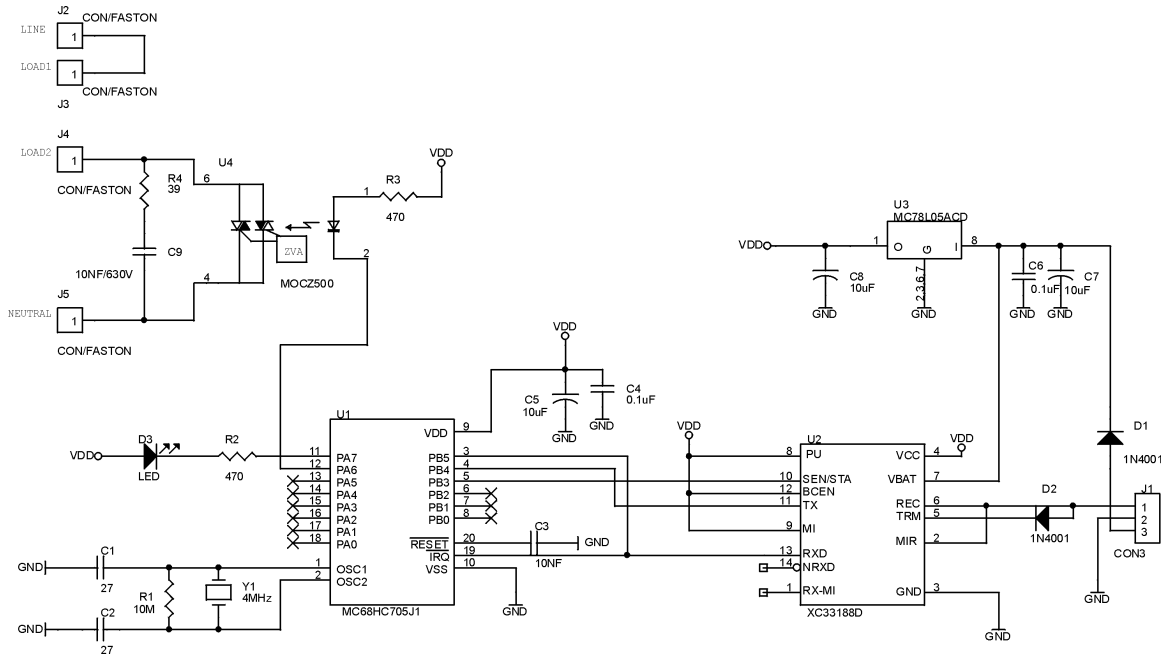 J2
CON/FASTON
LINE
1
LOAD1
1
CON/FASTON
J3
J4
LOAD2
1
U4
VDD
CON/FASTON
R4
39
6
1
R3
470
U3
MC78L05ACD
VDD
1
O
G
I
8
ZVA
2
C9
10NF/630V
4
MOCZ500
C8
10uF
2,3,6,7
C6
0.1uF
C7
10uF
GND
GND
GND
GND
J5
NEUTRAL
1
CON/FASTON
VDD
C5
10uF
C4
0.1uF
GND
GND
U1
VDD
9
VDD
U2
VDD
D1
1N4001
D3
VDD
LED
R2
470
11
PA7
PB5
3
8
PU
VCC
4
12
PA6
PB4
4
13
PA5
PB3
5
10
SEN/STA
VBAT
7
14
PA4
PB2
6
12
BCEN
D2
J1
15
PA3
PB1
7
11
TX
REC
6
1
16
PA2
PB0
8
TRM
5
2
17
PA1
9
MI
1N4001
3
18
PA0
RESET
20
C3
GND
MIR
2
CON3
IRQ
19
10NF
13
RXD
C1
GND
27
1
OSC1
VSS
10
14
NRXD
2
OSC2
R1
10M
Y1
4MHz
1
RX-MI
GND
3
GND
GND
MC68HC705J1
XC33188D
C2
GND
27
GND